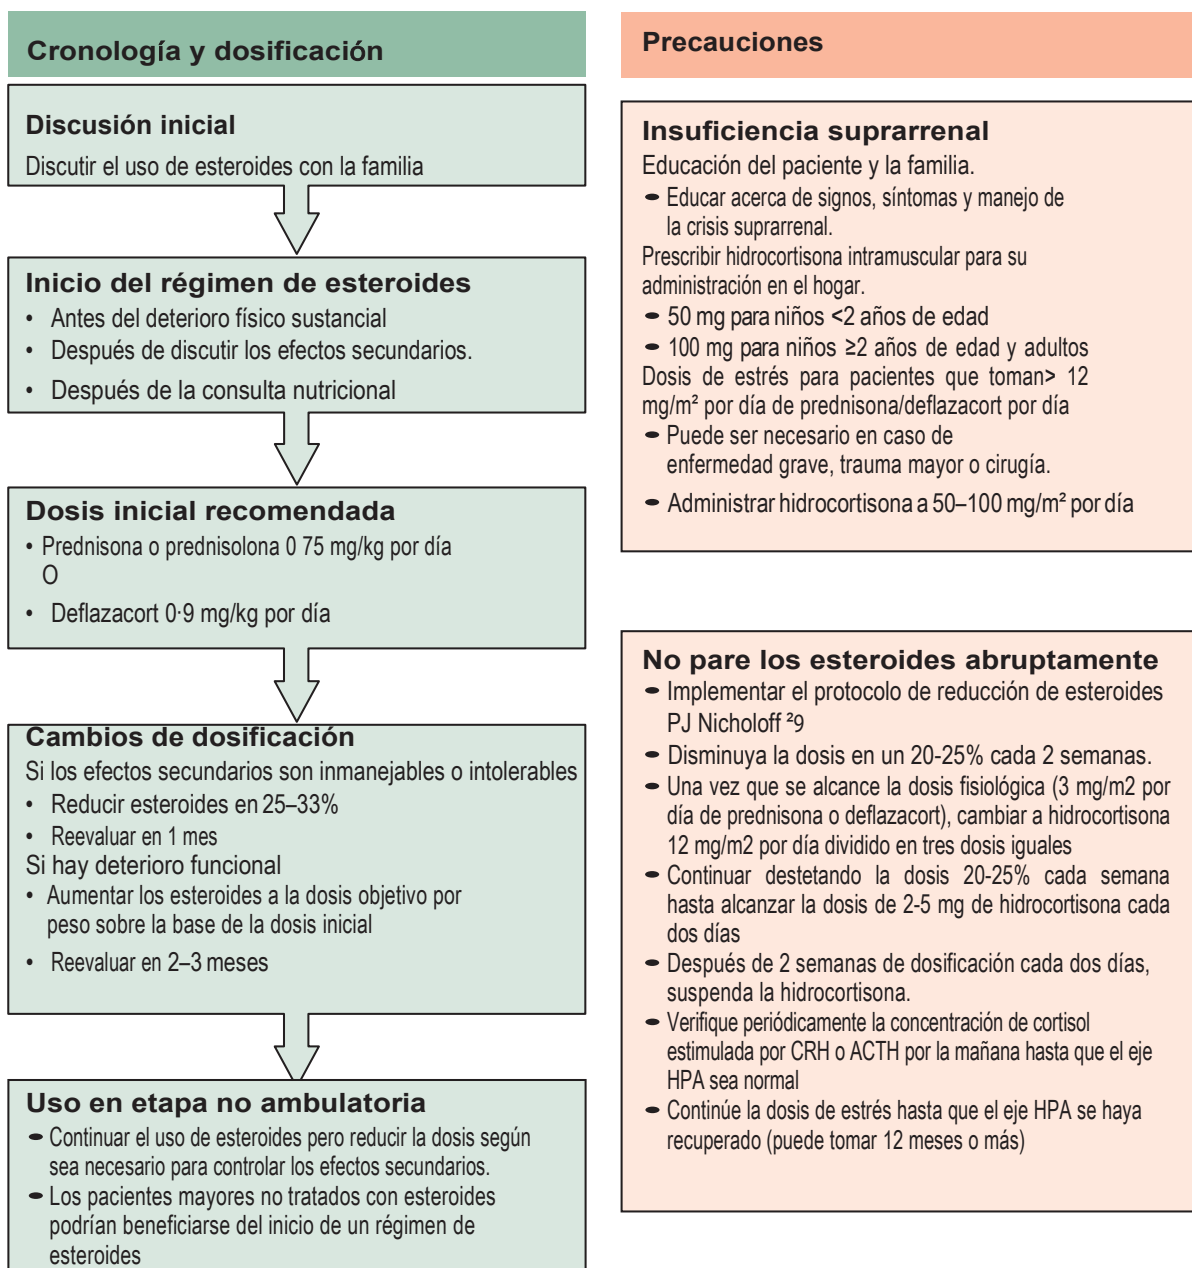 Cronología y dosificación
Discusión inicial
Discutir el uso de esteroides con la familia
Inicio del régimen de esteroides
• Antes del deterioro físico sustancial
• Después de discutir los efectos secundarios.
• Después de la consulta nutricional
Dosis inicial recomendada
• Prednisona o prednisolona 0 75 mg/kg por día
O
• Deflazacort 0·9 mg/kg por día
Cambios de dosificación
Si los efectos secundarios son inmanejables o intolerables
• Reducir esteroides en 25–33%
• Reevaluar en 1 mes
Si hay deterioro funcional
• Aumentar los esteroides a la dosis objetivo por
peso sobre la base de la dosis inicial
• Reevaluar en 2–3 meses
Uso en etapa no ambulatoria
• Continuar el uso de esteroides pero reducir la dosis según
sea necesario para controlar los efectos secundarios.
• Los pacientes mayores no tratados con esteroides
podrían beneficiarse del inicio de un régimen de
esteroides
Precauciones
Insuficiencia suprarrenal
Educación del paciente y la familia.
• Educar acerca de signos, síntomas y manejo de
la crisis suprarrenal.
Prescribir hidrocortisona intramuscular para su
administración en el hogar.
• 50 mg para niños <2 años de edad
• 100 mg para niños ≥2 años de edad y adultos
Dosis de estrés para pacientes que toman> 12
mg/m² por día de prednisona/deflazacort por día
• Puede ser necesario en caso de
enfermedad grave, trauma mayor o cirugía.
• Administrar hidrocortisona a 50–100 mg/m² por día
No pare los esteroides abruptamente
• Implementar el protocolo de reducción de esteroides
PJ Nicholoff ²9
• Disminuya la dosis en un 20-25% cada 2 semanas.
• Una vez que se alcance la dosis fisiológica (3 mg/m2 por
día de prednisona o deflazacort), cambiar a hidrocortisona
12 mg/m2 por día dividido en tres dosis iguales
• Continuar destetando la dosis 20-25% cada semana
hasta alcanzar la dosis de 2-5 mg de hidrocortisona cada
dos días
• Después de 2 semanas de dosificación cada dos días,
suspenda la hidrocortisona.
• Verifique periódicamente la concentración de cortisol
estimulada por CRH o ACTH por la mañana hasta que el eje
HPA sea normal
• Continúe la dosis de estrés hasta que el eje HPA se haya
recuperado (puede tomar 12 meses o más)